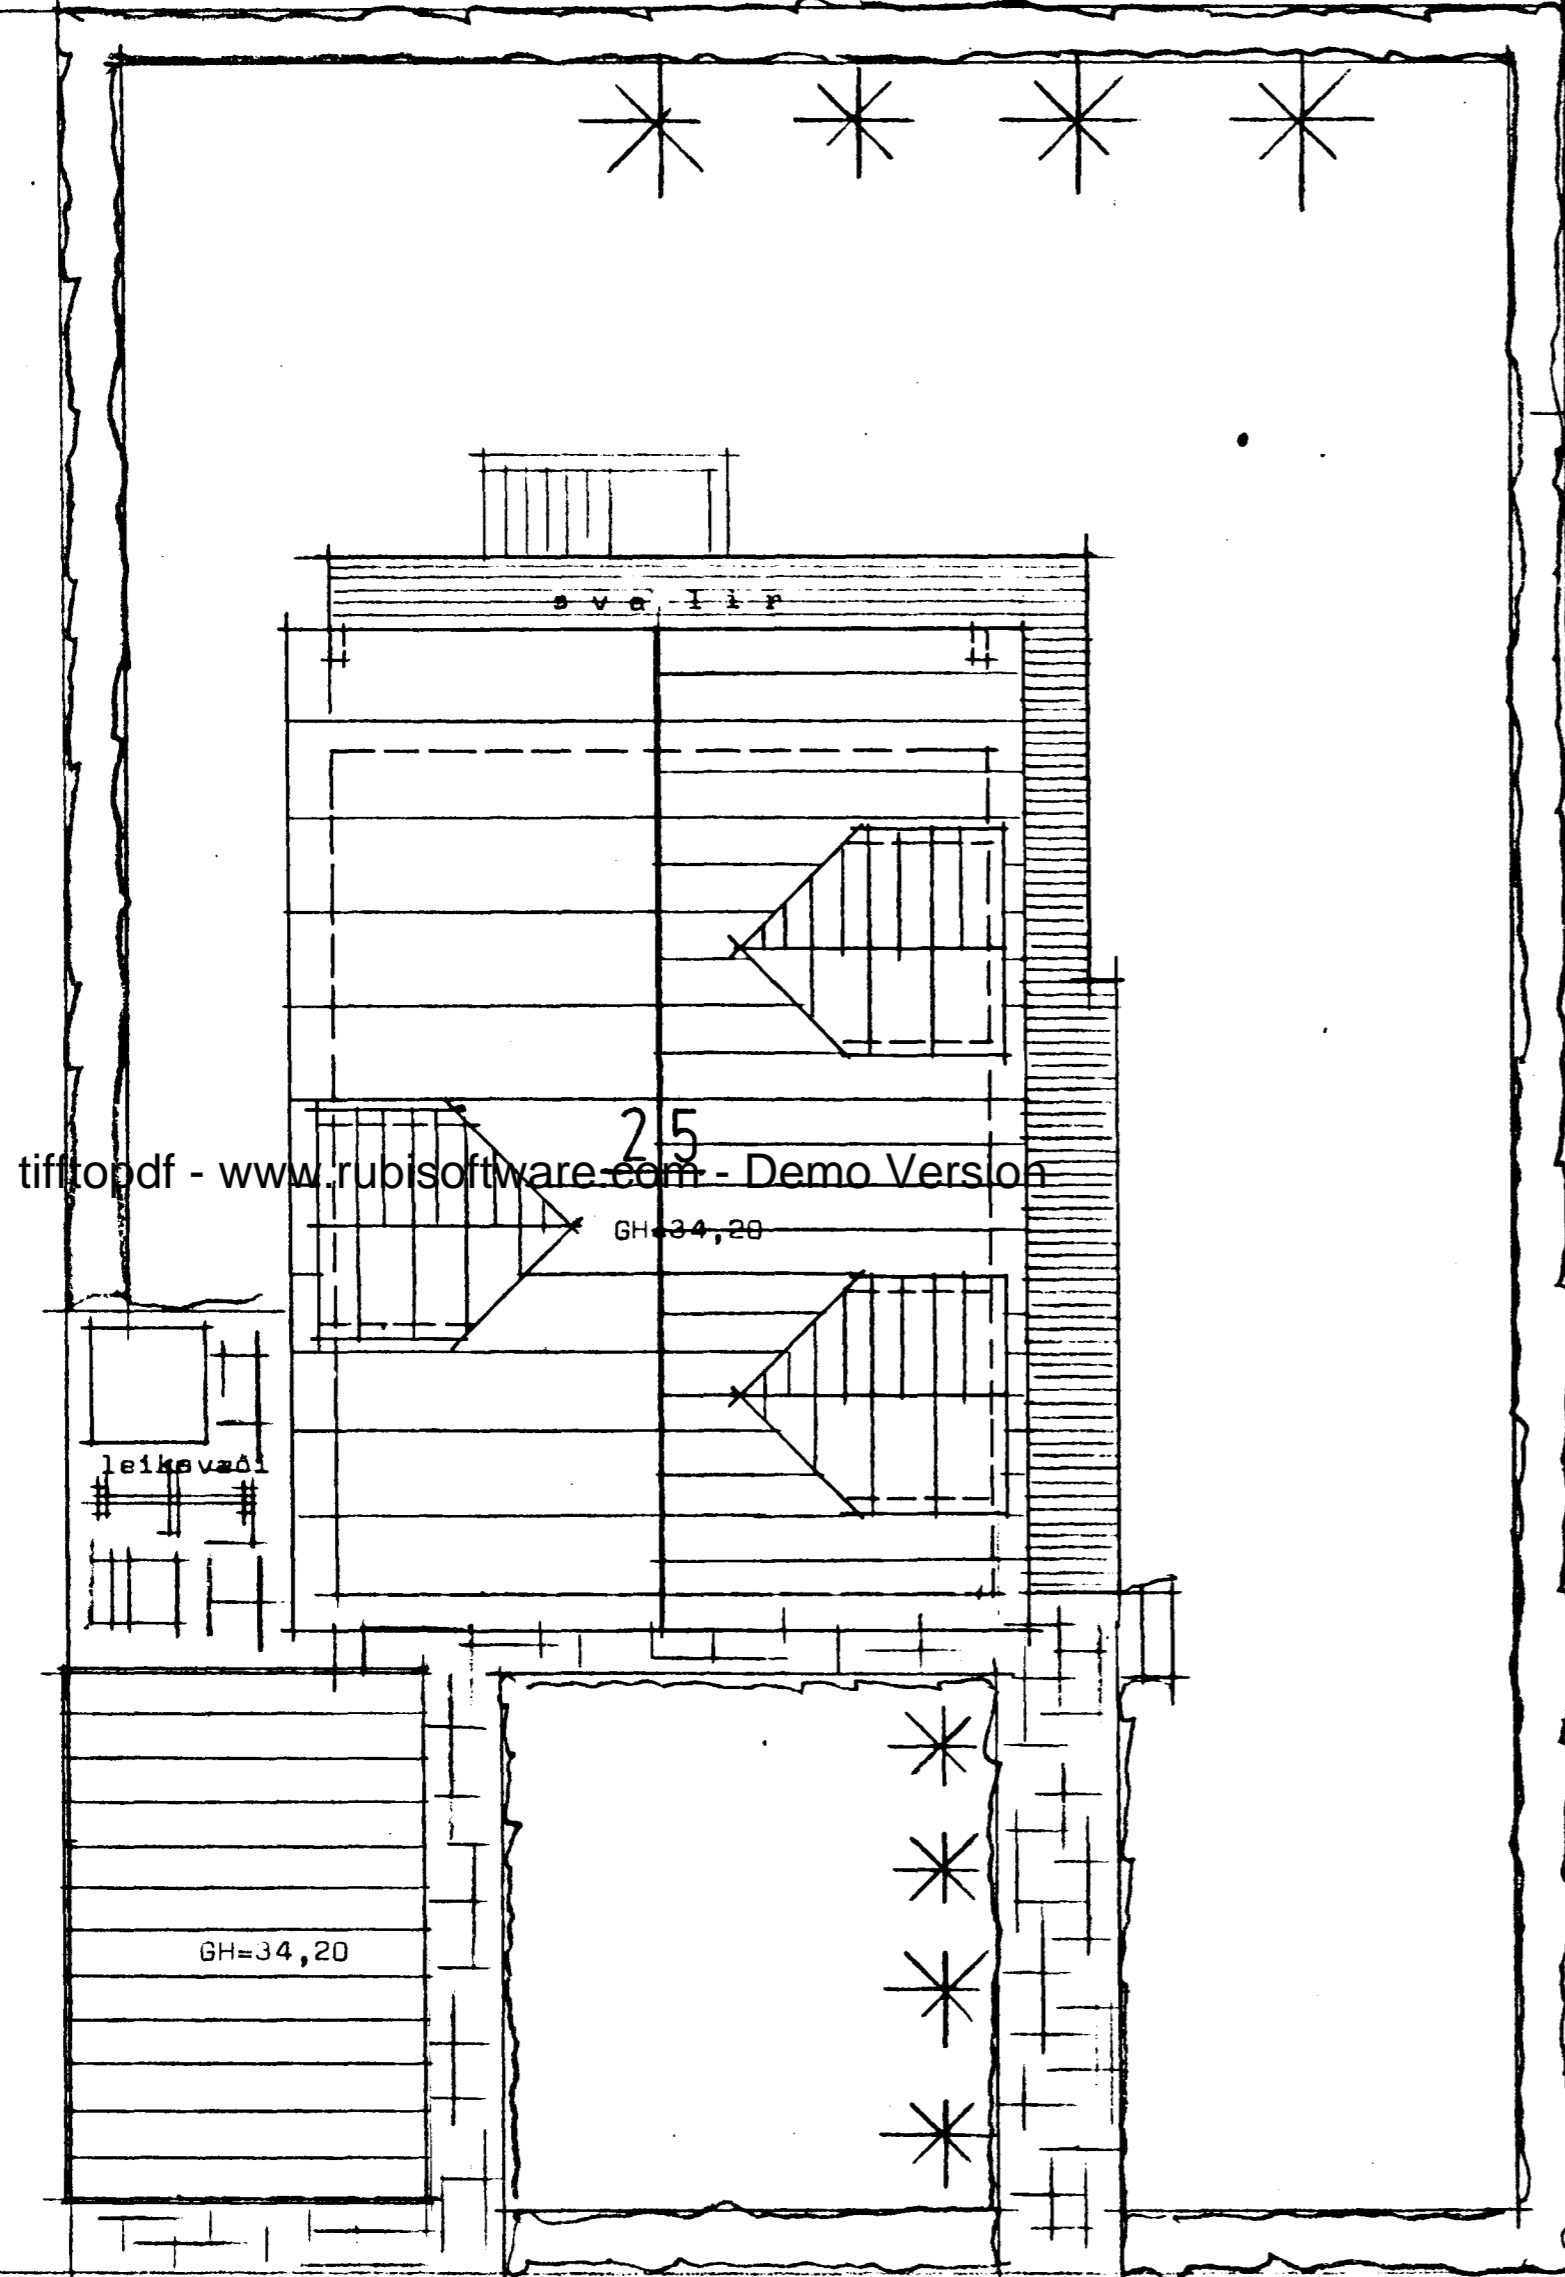 svalir
25
tifftopdf - www.rubisoftware.com - Demo Version
GH=34,20
leiksvæði
GH=34,20